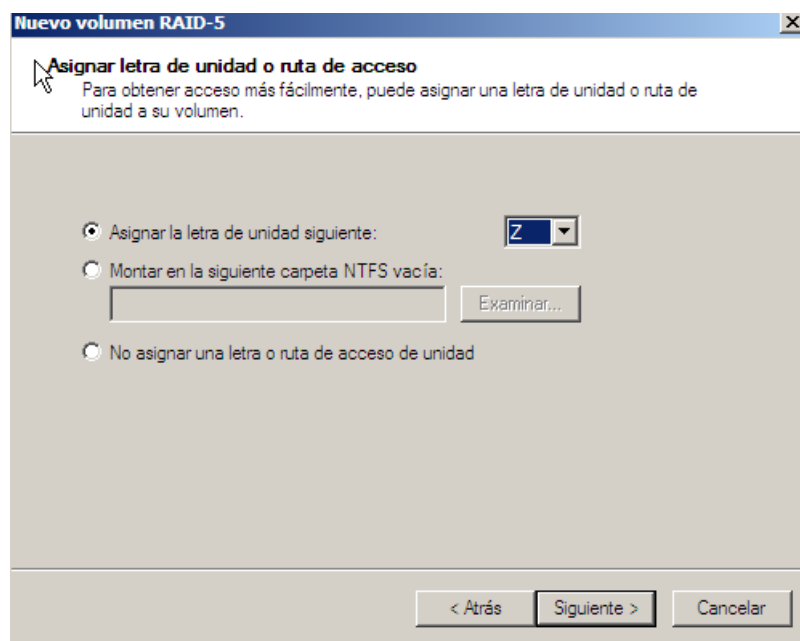 Nuevo volumen RAID-5
Asignar letra de unidad o ruta de acceso
Para obtener acceso más fácilmente, puede asignar una letra de unidad o ruta de
unidad a su volumen.
Asignar la letra de unidad siguiente: Z
Montar en la siguiente carpeta NTFS vacía:
Examinar...
No asignar una letra o ruta de acceso de unidad
< Atrás Siguiente > Cancelar